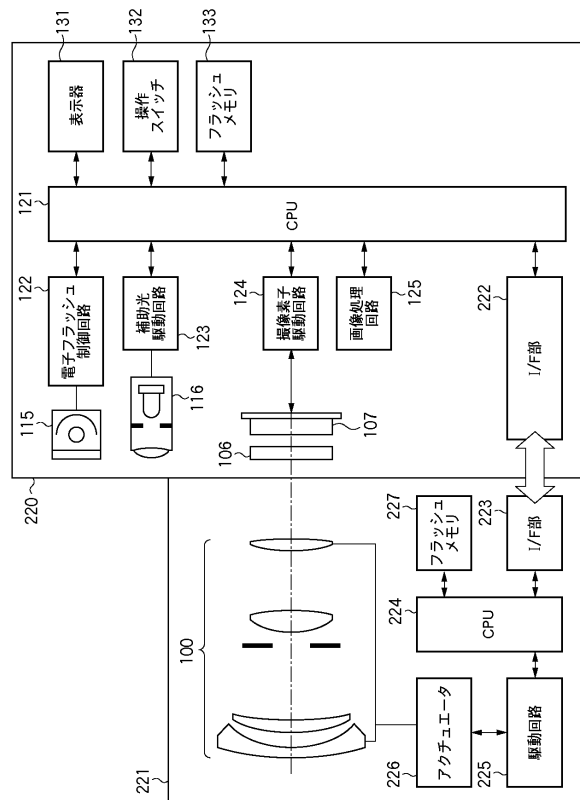 131
表示器
132
操作
スイッチ
133
フラッシュ
メモリ
121
CPU
122
電子フラッシュ
制御回路
補助光
駆動回路
123
124
撮像素子
駆動回路
画像処理
回路
125
222
I/F部
115
116
107
106
220
227
フラッシュ
メモリ
223
I/F部
224
CPU
100
アクチュエータ
226
駆動回路
225
221